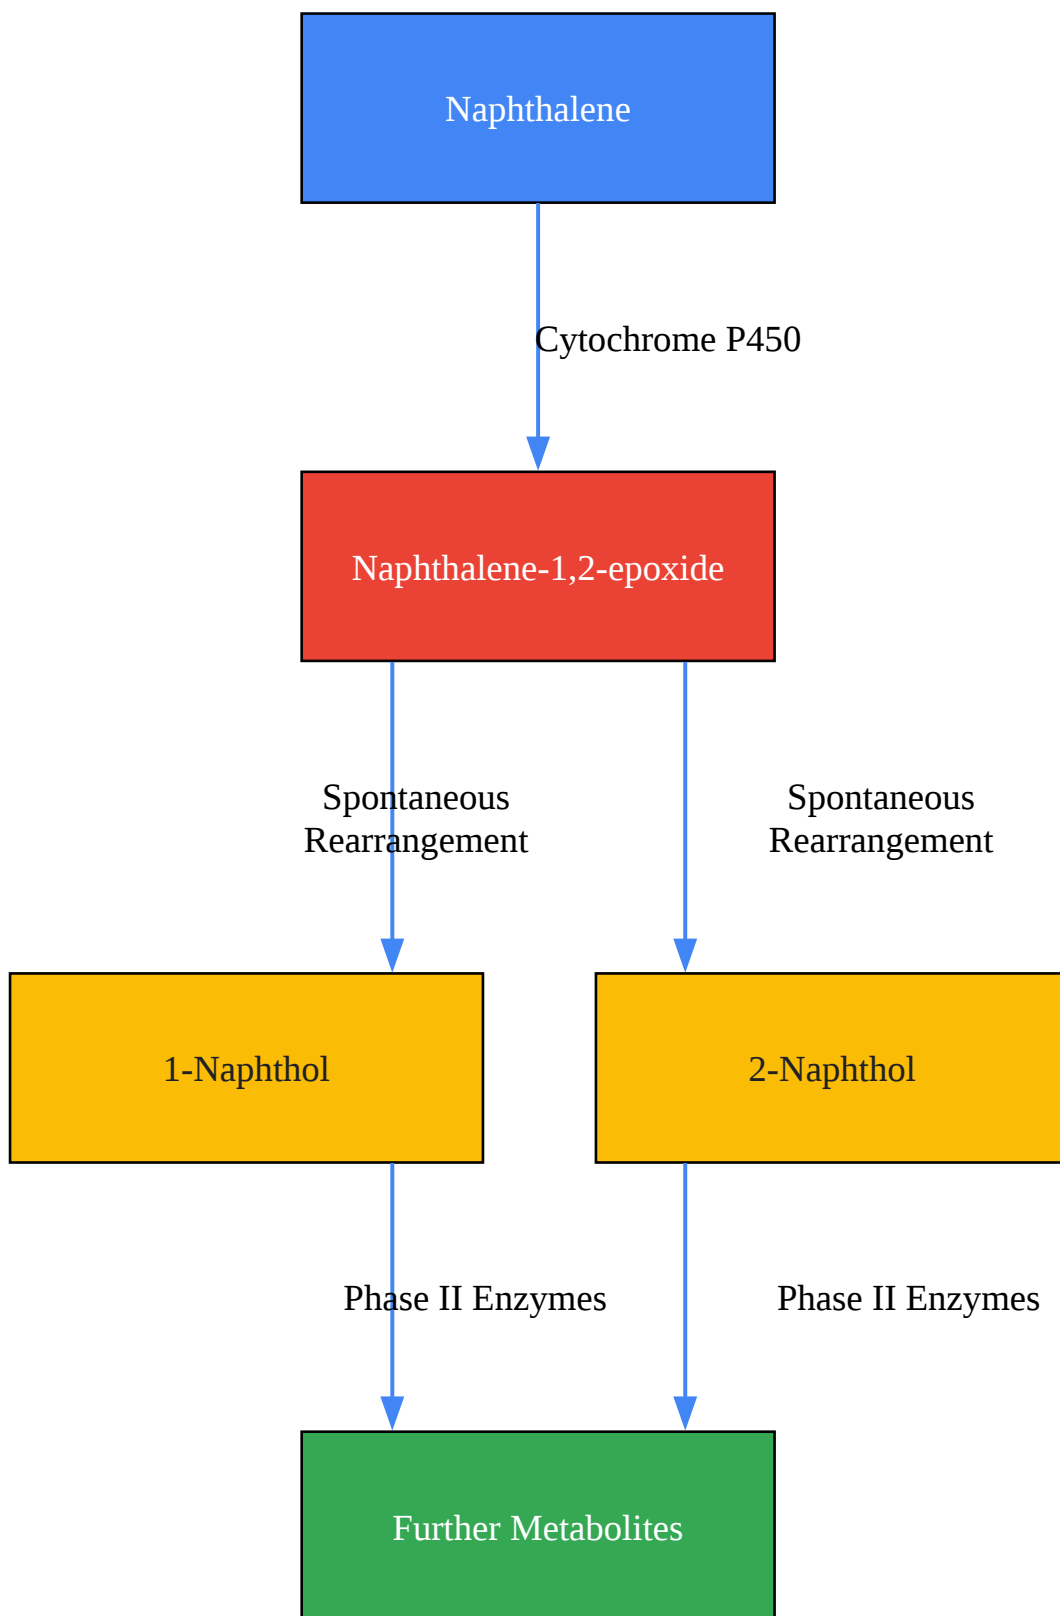 Naphthalene
Cytochrome P450
Naphthalene-1,2-epoxide
Spontaneous
Rearrangement
Spontaneous
Rearrangement
1-Naphthol
2-Naphthol
Phase II Enzymes
Phase II Enzymes
Further Metabolites